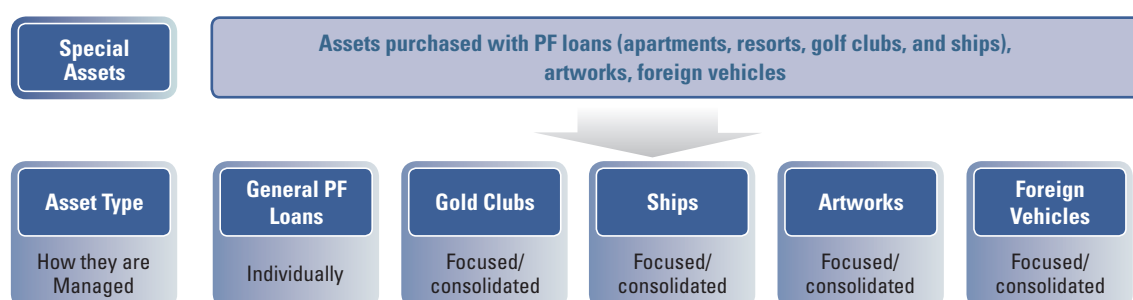 Special
Assets
Assets purchased with PF loans (apartments, resorts, golf clubs, and ships),
artworks, foreign vehicles
Asset Type
How they are
Managed
General PF
Loans
Individually
Gold Clubs
Focused/
consolidated
Ships
Focused/
consolidated
Artworks
Focused/
consolidated
Foreign
Vehicles
Focused/
consolidated